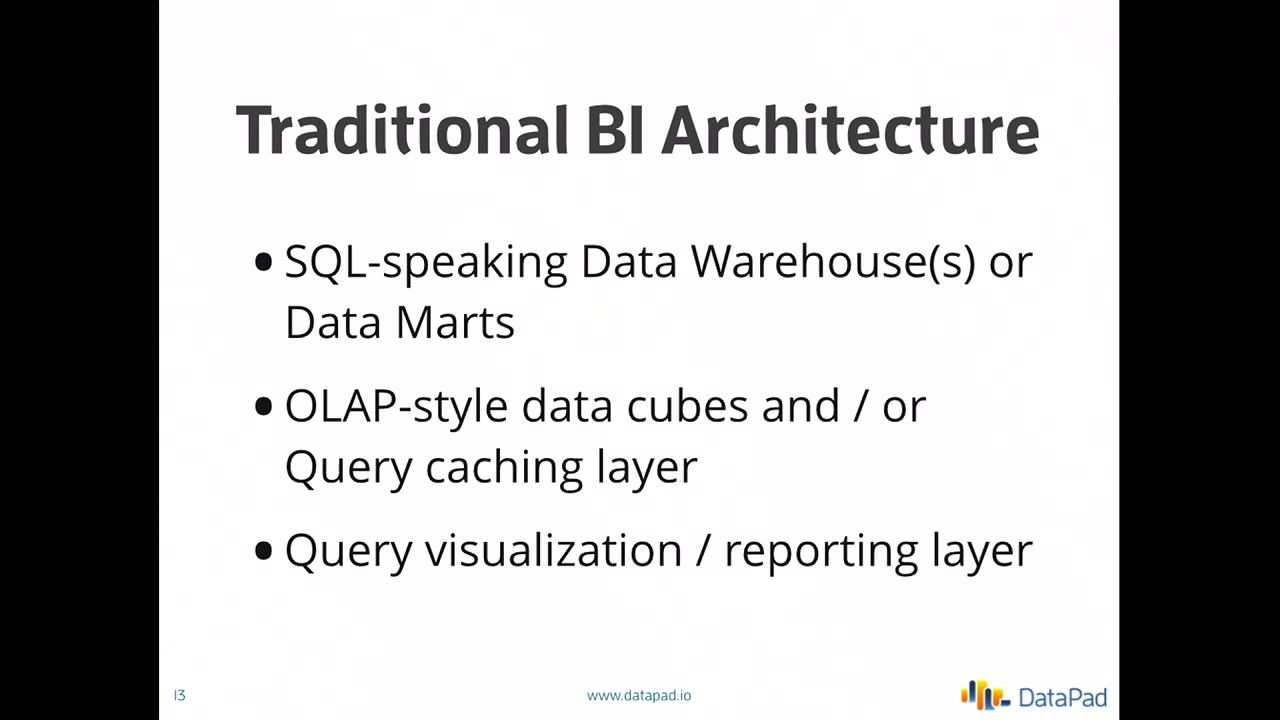 Traditional BI Architecture
• SQL-speaking Data Warehouse(s) or
Data Marts
• OLAP-style data cubes and / or
Query caching layer
• Query visualization / reporting layer
13
www.datapad.io
DataPad